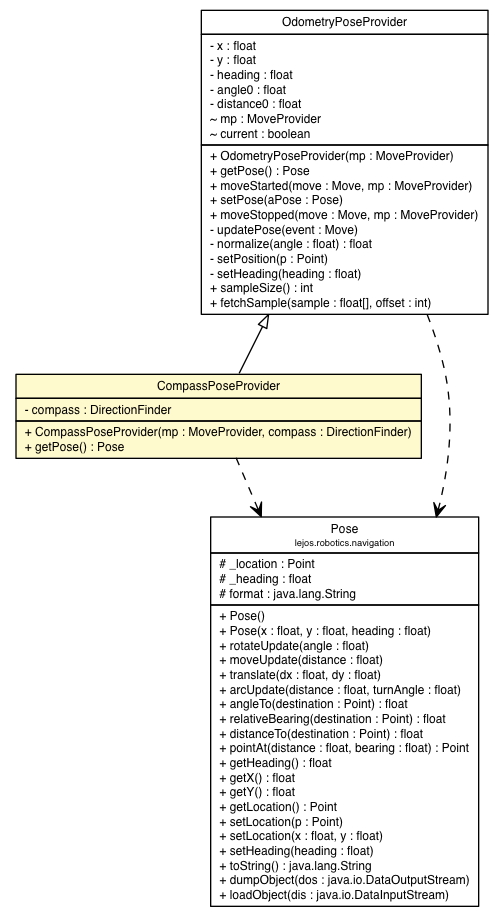 OdometryPoseProvider
- x : float
- y : float
- heading : float
- angle0 : float
- distance0 : float
~ mp : MoveProvider
~ current : boolean
+ OdometryPoseProvider(mp : MoveProvider)
+ getPose() : Pose
+ moveStarted(move : Move, mp : MoveProvider)
+ setPose(aPose : Pose)
+ moveStopped(move : Move, mp : MoveProvider)
- updatePose(event : Move)
- normalize(angle : float) : float
- setPosition(p : Point)
- setHeading(heading : float)
+ sampleSize() : int
+ fetchSample(sample : float[], offset : int)
CompassPoseProvider
- compass : DirectionFinder
+ CompassPoseProvider(mp : MoveProvider, compass : DirectionFinder)
+ getPose() : Pose
Pose
lejos.robotics.navigation
# _location : Point
# _heading : float
# format : java.lang.String
+ Pose()
+ Pose(x : float, y : float, heading : float)
+ rotateUpdate(angle : float)
+ moveUpdate(distance : float)
+ translate(dx : float, dy : float)
+ arcUpdate(distance : float, turnAngle : float)
+ angleTo(destination : Point) : float
+ relativeBearing(destination : Point) : float
+ distanceTo(destination : Point) : float
+ pointAt(distance : float, bearing : float) : Point
+ getHeading() : float
+ getX() : float
+ getY() : float
+ getLocation() : Point
+ setLocation(p : Point)
+ setLocation(x : float, y : float)
+ setHeading(heading : float)
+ toString() : java.lang.String
+ dumpObject(dos : java.io.DataOutputStream)
+ loadObject(dis : java.io.DataInputStream)